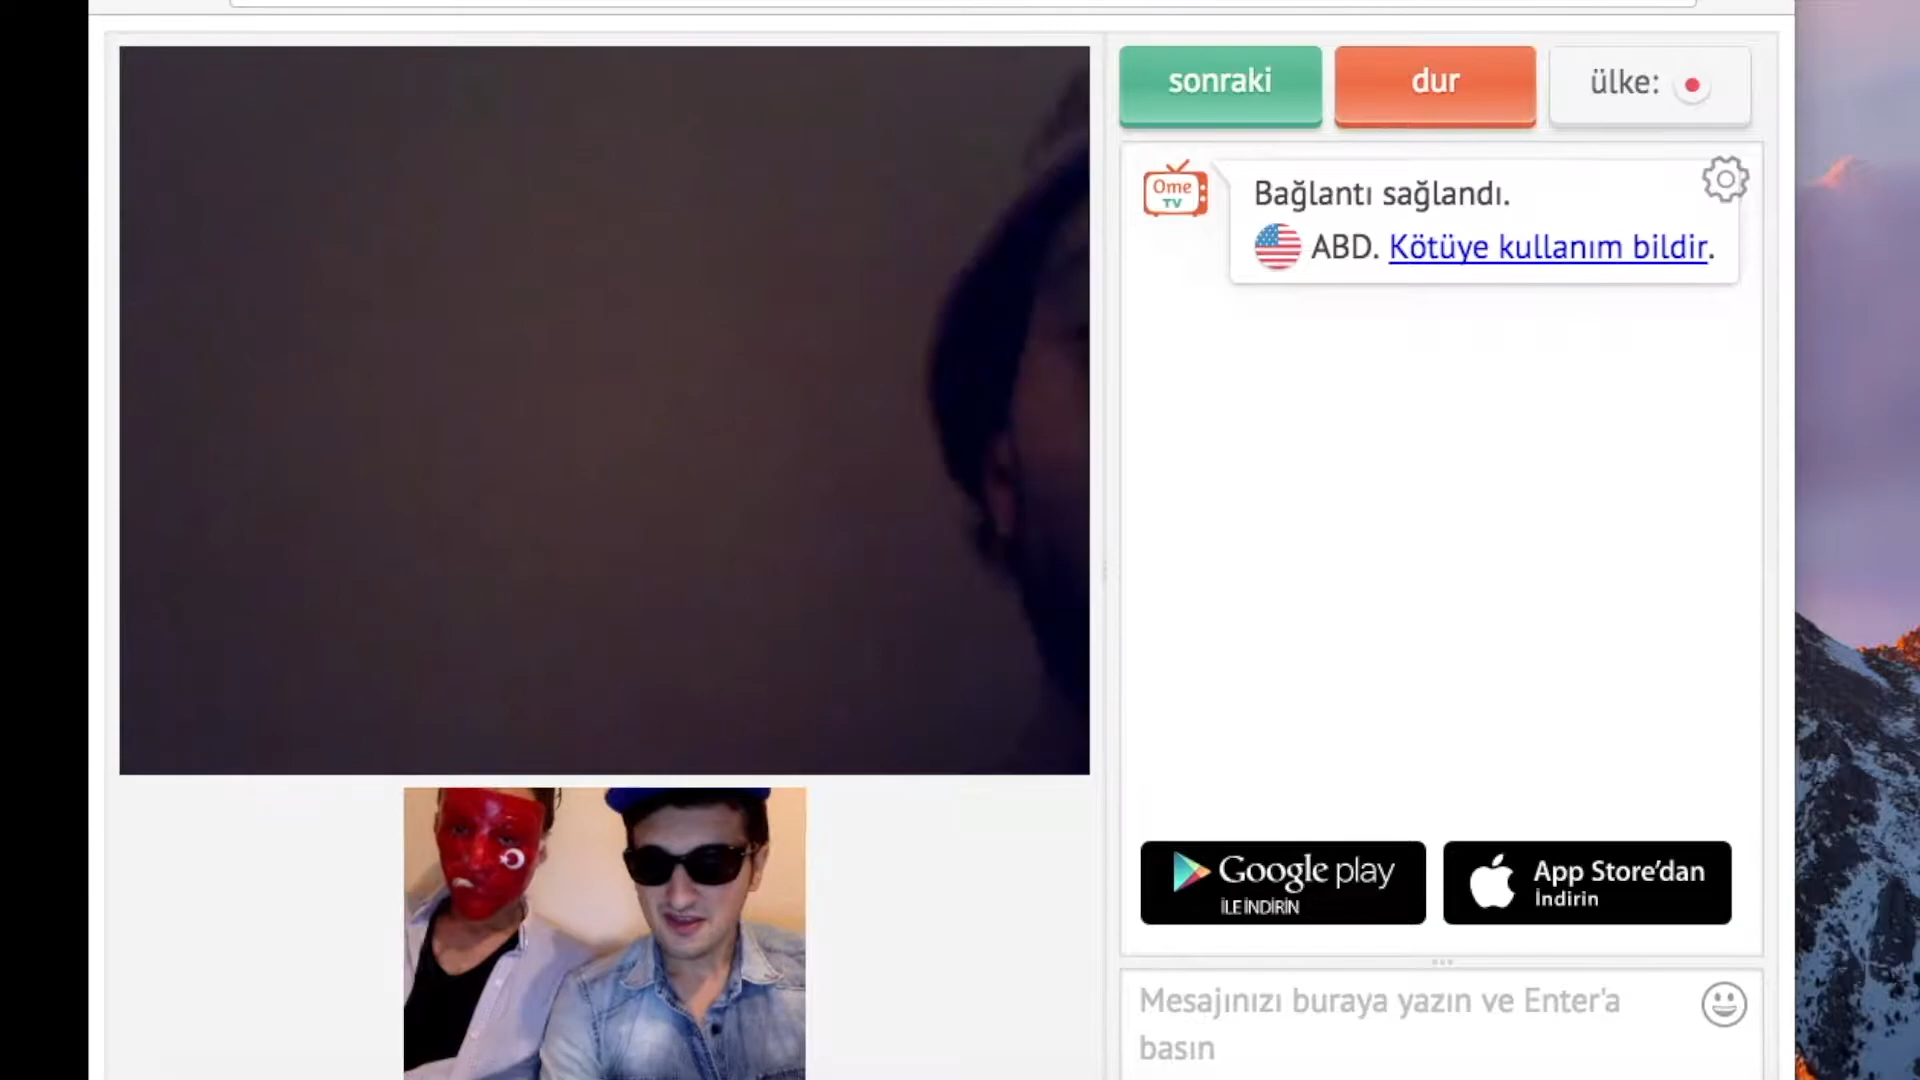 sonraki
dur
ülke:
Ome
TV
Bağlantı sağlandı.
ABD. Kötüye kullanım bildir.
Google play
İLE İNDİRİN
App Store'dan
İndirin
Mesajınızı buraya yazın ve Enter'a
basın